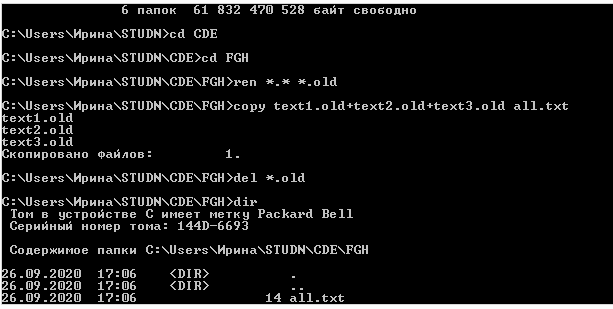 6 папок  61 832 470 528 байт свободно
C:\Users\Ирина\STUDN>cd CDE
C:\Users\Ирина\STUDN\CDE>cd FGH
C:\Users\Ирина\STUDN\CDE\FGH>ren *.* *.old
C:\Users\Ирина\STUDN\CDE\FGH>copy text1.old+text2.old+text3.old all.txt
text1.old
text2.old
text3.old
Скопировано файлов:         1.
C:\Users\Ирина\STUDN\CDE\FGH>del *.old
C:\Users\Ирина\STUDN\CDE\FGH>dir
Том в устройстве C имеет метку Packard Bell
Серийный номер тома: 144D-6693
Содержимое папки C:\Users\Ирина\STUDN\CDE\FGH
26.09.2020  17:06    <DIR>          .
26.09.2020  17:06    <DIR>          ..
26.09.2020  17:06                14 all.txt